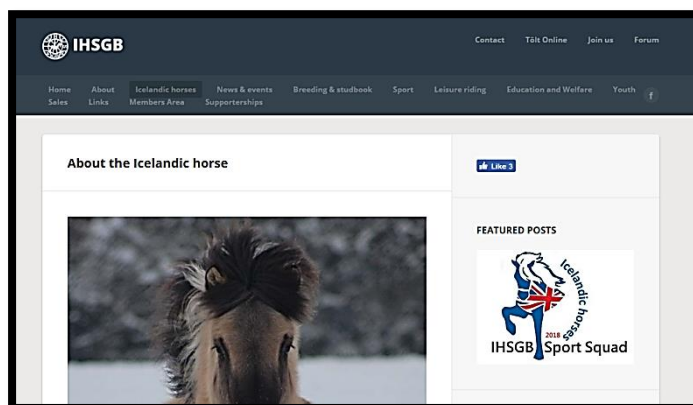 IHSGB
Contact Tölt Online Join us Forum
Home About Icelandic horses News & events Breeding & studbook Sport Leisure riding Education and Welfare Youth f
Sales Links Members Area Supporterships
About the Icelandic horse
Like 3
FEATURED POSTS
Icelandic horses
2018
IHSGB Sport Squad